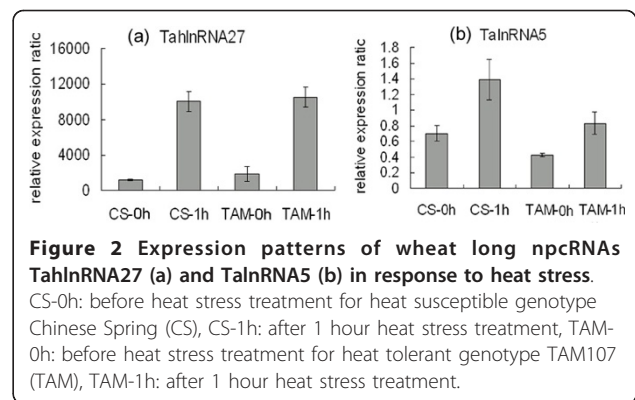 (a) TahlnRNA27
relative expression ratic
16000
12000
8000
4000
0
CS-0h CS-1h TAM-0h TAM-1h
(b) TalnRNA5
relative expression ratic
1.8
1.6
1.4
1.2
1
0.8
0.6
0.4
0.2
0
CS-0h CS-1h TAM-0h TAM-1h
Figure 2 Expression patterns of wheat long npcRNAs
TahlnRNA27 (a) and TalnRNA5 (b) in response to heat stress.
CS-0h: before heat stress treatment for heat susceptible genotype
Chinese Spring (CS), CS-1h: after 1 hour heat stress treatment, TAM-
0h: before heat stress treatment for heat tolerant genotype TAM107
(TAM), TAM-1h: after 1 hour heat stress treatment.